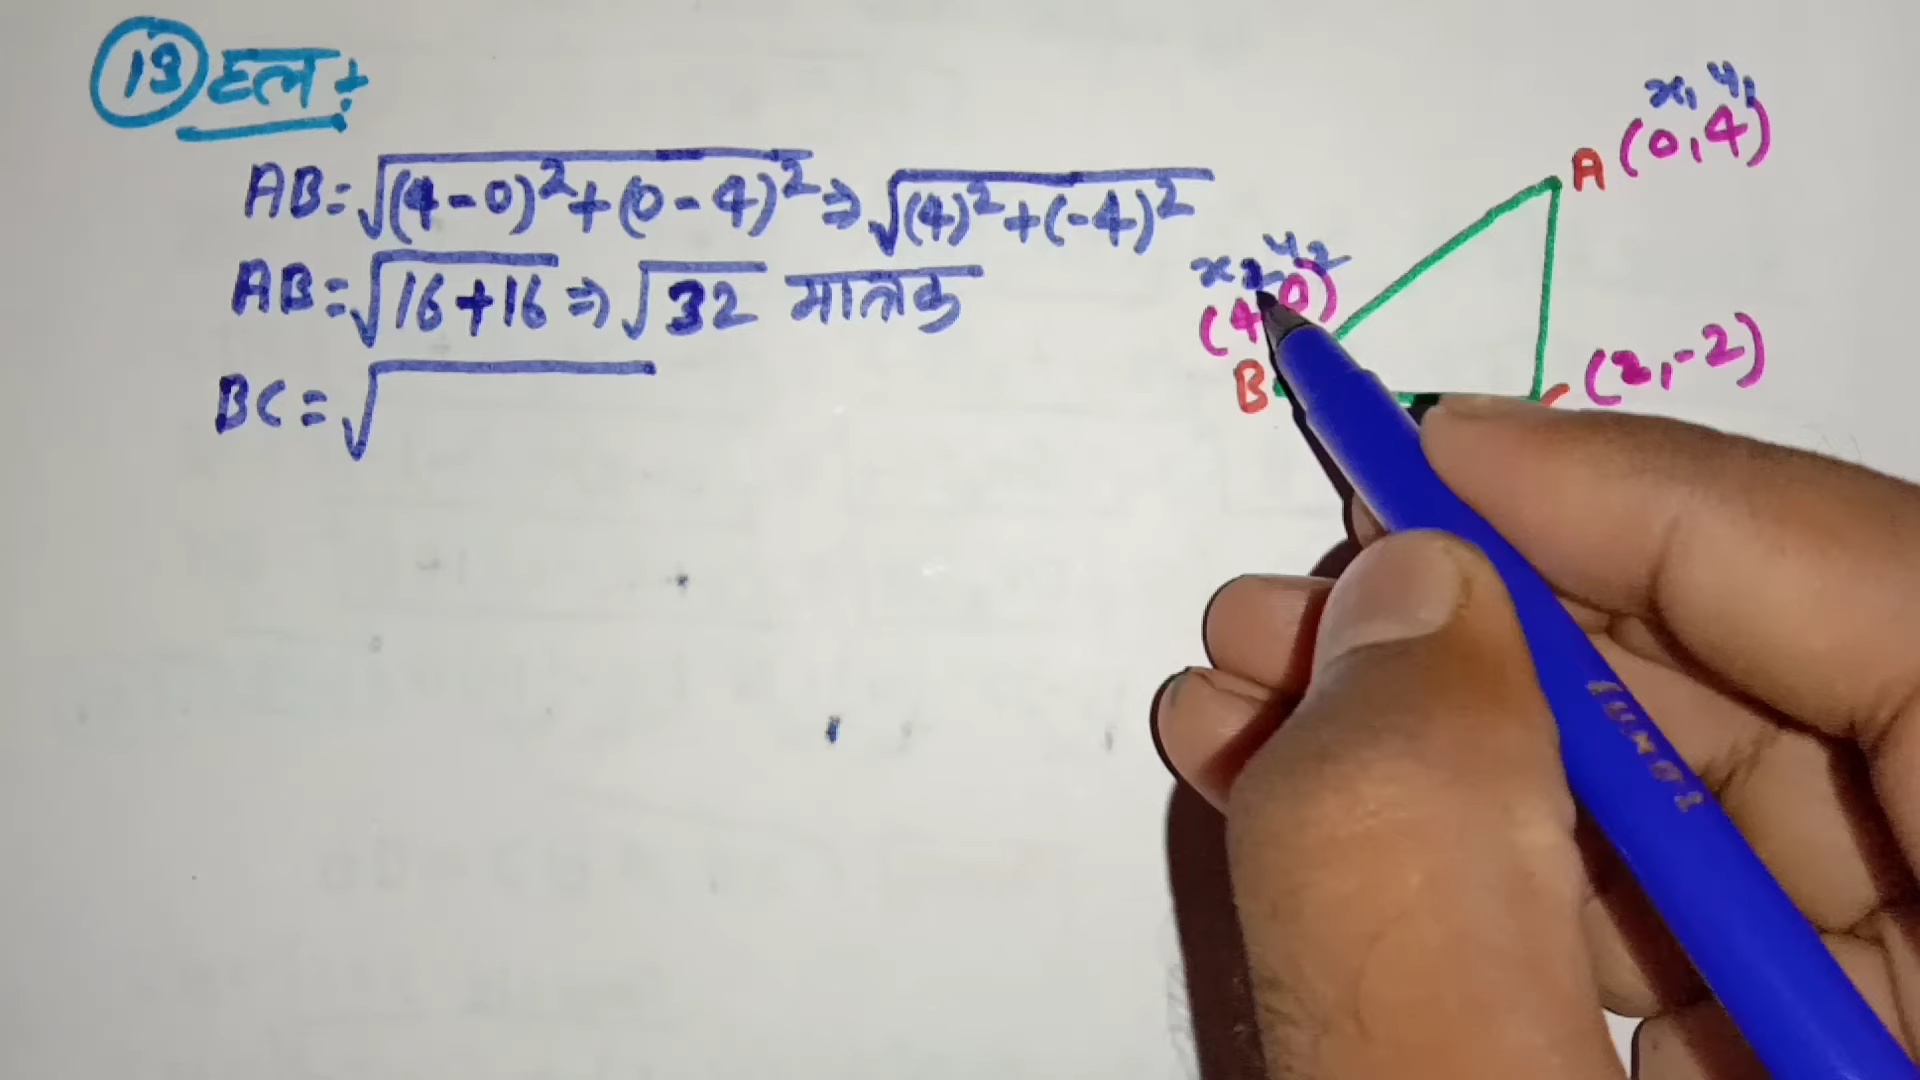 13 हल :
AB = √(4-0)²+(0-4)² ⇒ √(4)²+(-4)²
AB = √16+16 ⇒ √32 मात्रक
BC = √
x₁ y₁
A (0,4)
x₂ y₂
(4,0)
B
(2,-2)